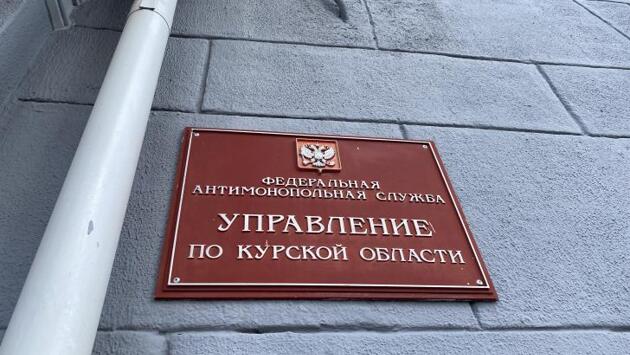 ФЕДЕРАЛЬНАЯ
АНТИМОНОПОЛЬНАЯ СЛУЖБА
УПРАВЛЕНИЕ
ПО КУРСКОЙ ОБЛАСТИ